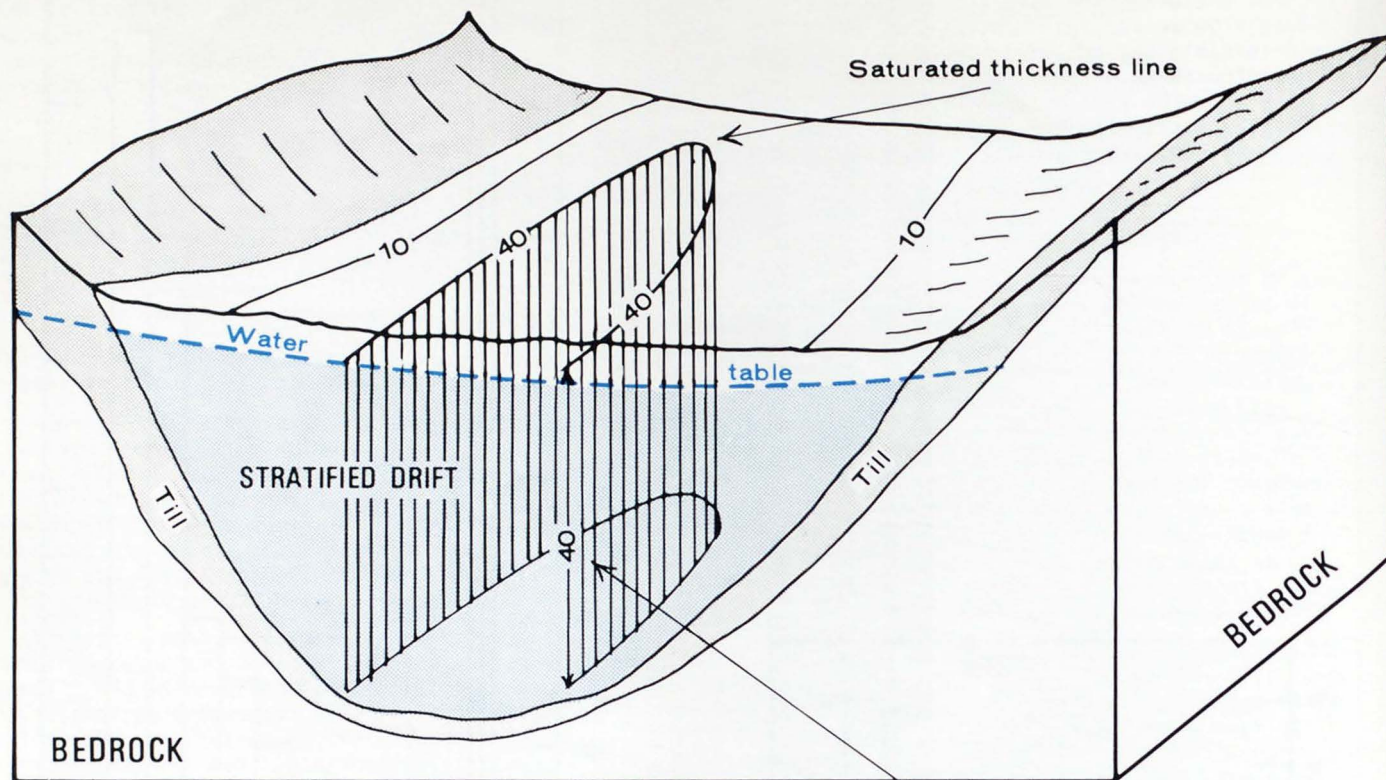 Saturated thickness line
10
40
10
40
Water
table
STRATIFIED DRIFT
Till
40
Till
BEDROCK
BEDROCK